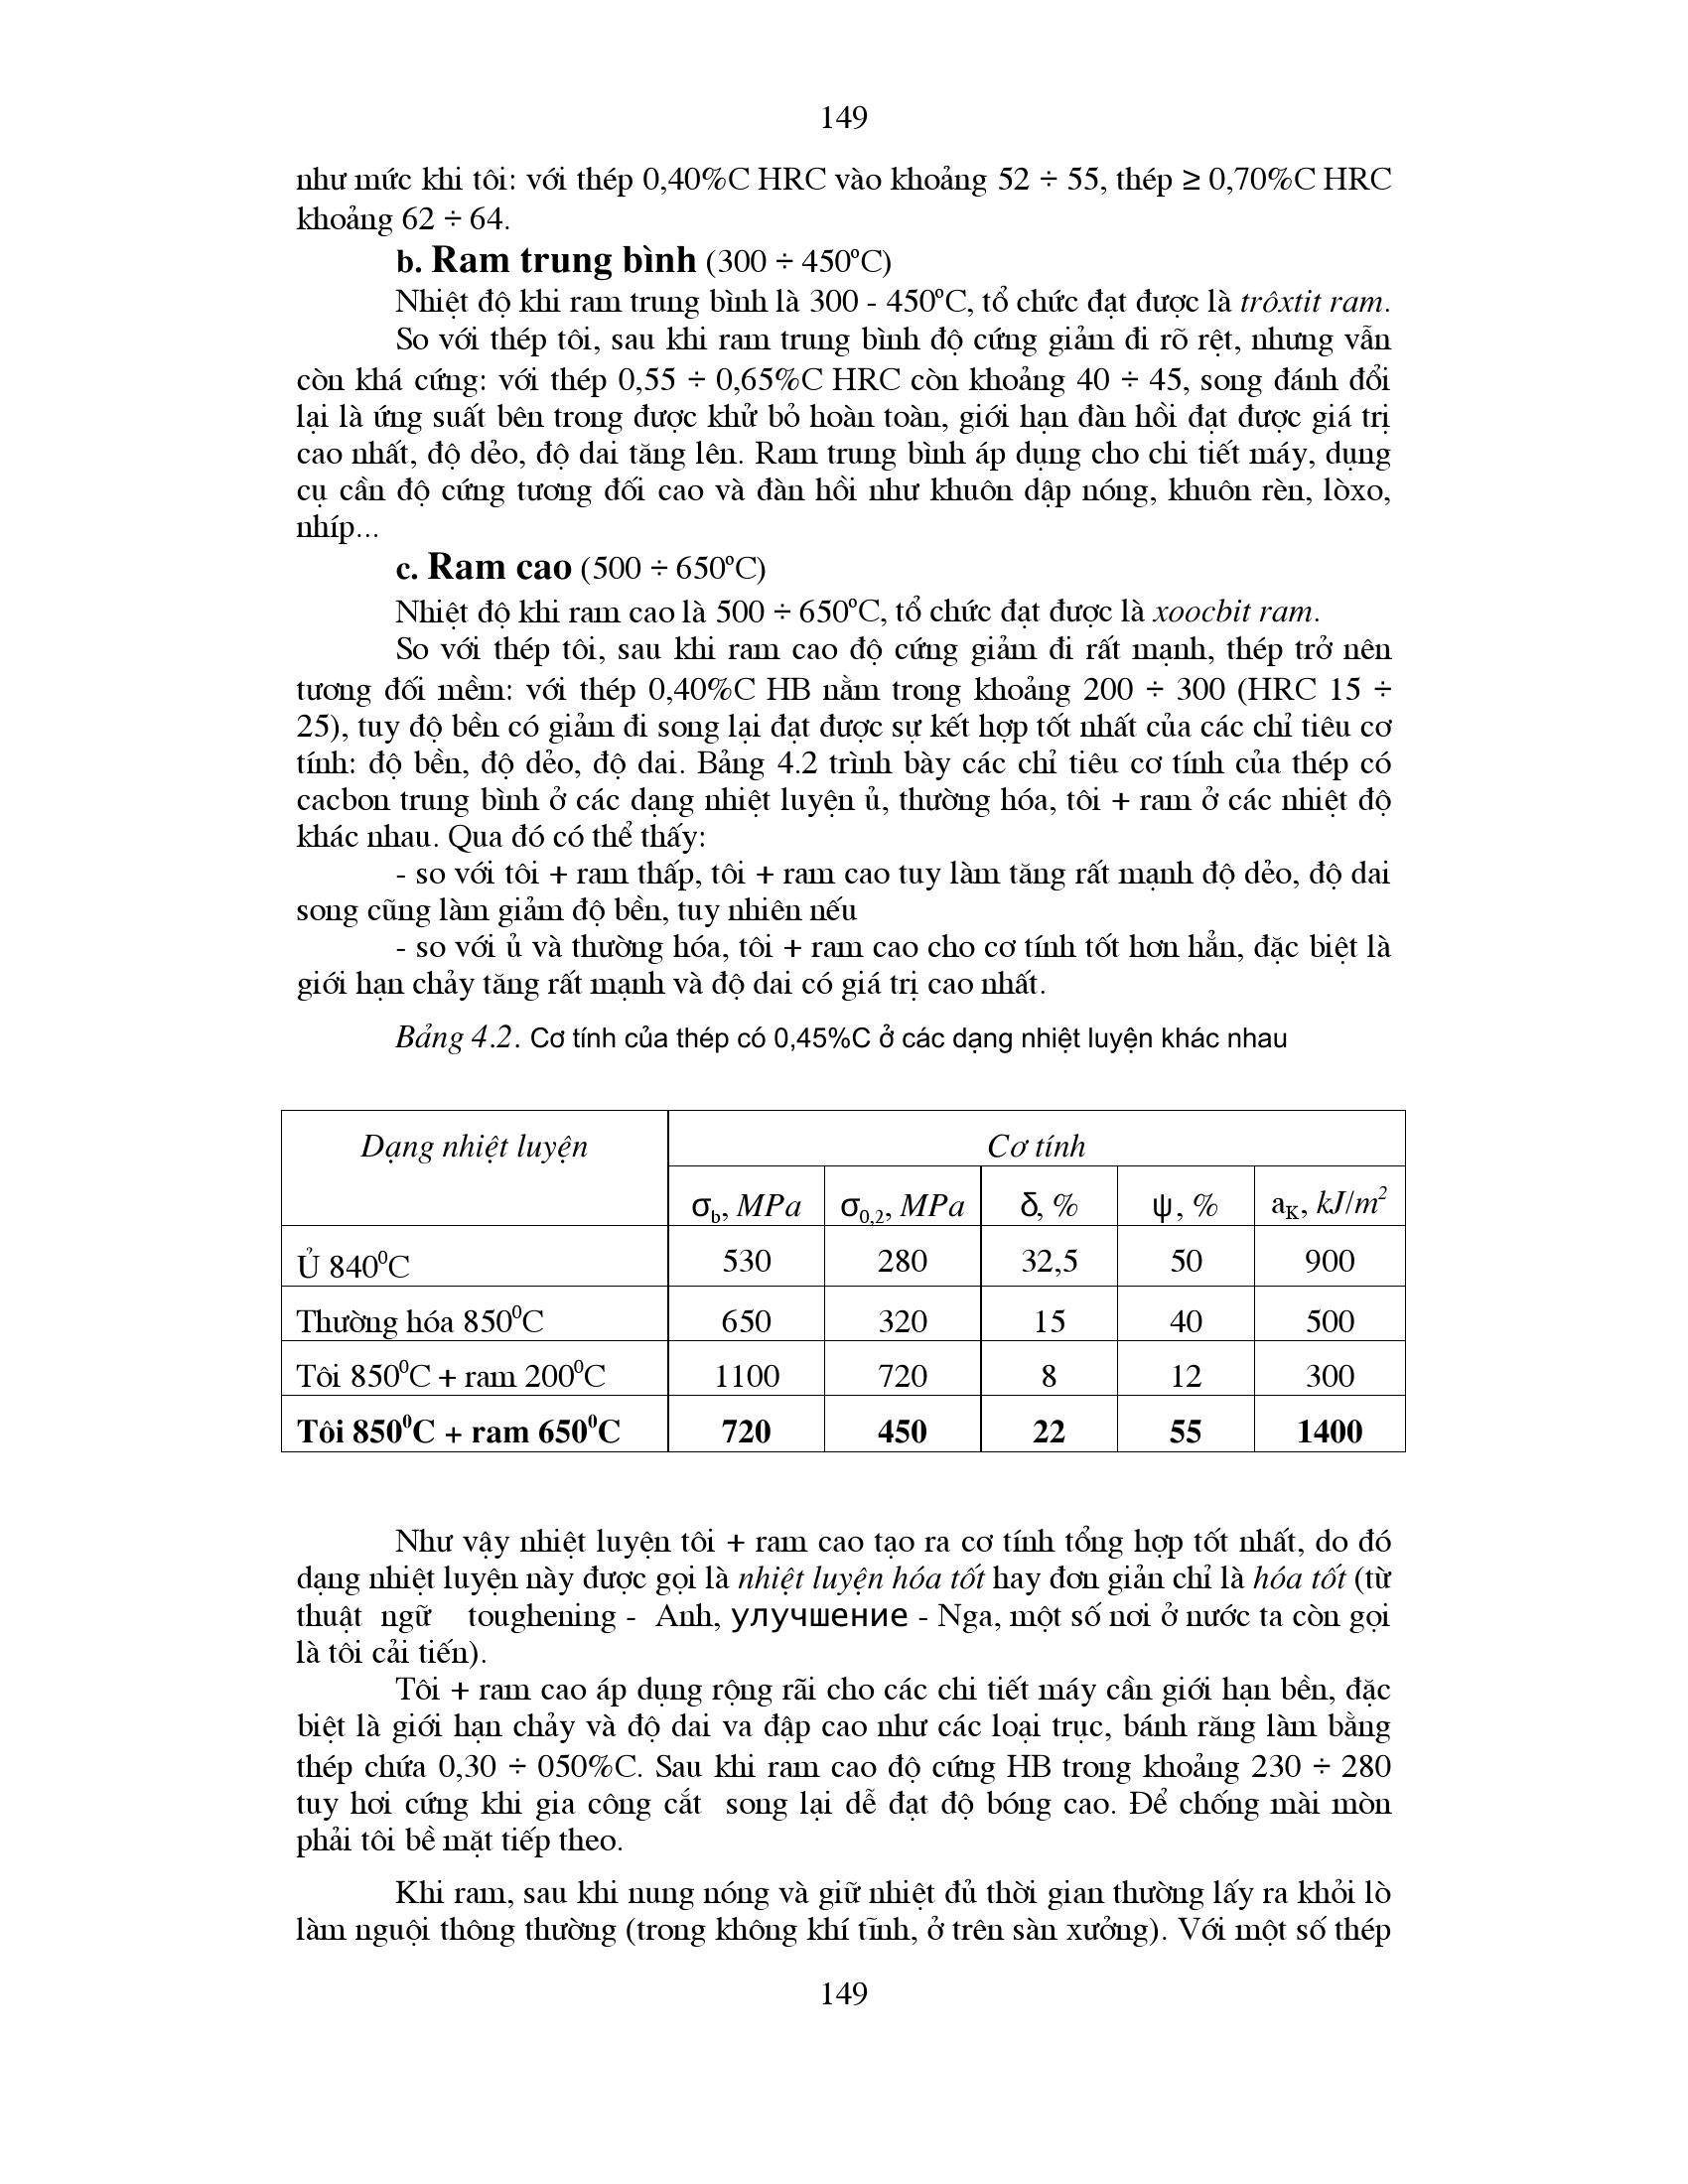 149
như mức khi tôi: với thép 0,40%C HRC vào khoảng 52 ÷ 55, thép ≥ 0,70%C HRC
khoảng 62 ÷ 64.
b. Ram trung bình (300 ÷ 450ºC)
Nhiệt độ khi ram trung bình là 300 - 450ºC, tổ chức đạt được là trôxtit ram.
So với thép tôi, sau khi ram trung bình độ cứng giảm đi rõ rệt, nhưng vẫn
còn khá cứng: với thép 0,55 ÷ 0,65%C HRC còn khoảng 40 ÷ 45, song đánh đổi
lại là ứng suất bên trong được khử bỏ hoàn toàn, giới hạn đàn hồi đạt được giá trị
cao nhất, độ dẻo, độ dai tăng lên. Ram trung bình áp dụng cho chi tiết máy, dụng
cụ cần độ cứng tương đối cao và đàn hồi như khuôn dập nóng, khuôn rèn, lòxo,
nhíp...
c. Ram cao (500 ÷ 650ºC)
Nhiệt độ khi ram cao là 500 ÷ 650ºC, tổ chức đạt được là xoocbit ram.
So với thép tôi, sau khi ram cao độ cứng giảm đi rất mạnh, thép trở nên
tương đối mềm: với thép 0,40%C HB nằm trong khoảng 200 ÷ 300 (HRC 15 ÷
25), tuy độ bền có giảm đi song lại đạt được sự kết hợp tốt nhất của các chỉ tiêu cơ
tính: độ bền, độ dẻo, độ dai. Bảng 4.2 trình bày các chỉ tiêu cơ tính của thép có
cacbon trung bình ở các dạng nhiệt luyện ủ, thường hóa, tôi + ram ở các nhiệt độ
khác nhau. Qua đó có thể thấy:
- so với tôi + ram thấp, tôi + ram cao tuy làm tăng rất mạnh độ dẻo, độ dai
song cũng làm giảm độ bền, tuy nhiên nếu
- so với ủ và thường hóa, tôi + ram cao cho cơ tính tốt hơn hẳn, đặc biệt là
giới hạn chảy tăng rất mạnh và độ dai có giá trị cao nhất.
Bảng 4.2. Cơ tính của thép có 0,45%C ở các dạng nhiệt luyện khác nhau
Dạng nhiệt luyện Cơ tính
σb, MPa σ0,2, MPa δ, % ψ, % aK, kJ/m²
Ủ 840⁰C 530 280 32,5 50 900
Thường hóa 850⁰C 650 320 15 40 500
Tôi 850⁰C + ram 200⁰C 1100 720 8 12 300
Tôi 850⁰C + ram 650⁰C 720 450 22 55 1400
Như vậy nhiệt luyện tôi + ram cao tạo ra cơ tính tổng hợp tốt nhất, do đó
dạng nhiệt luyện này được gọi là nhiệt luyện hóa tốt hay đơn giản chỉ là hóa tốt (từ
thuật ngữ toughening - Anh, улучшение - Nga, một số nơi ở nước ta còn gọi
là tôi cải tiến).
Tôi + ram cao áp dụng rộng rãi cho các chi tiết máy cần giới hạn bền, đặc
biệt là giới hạn chảy và độ dai va đập cao như các loại trục, bánh răng làm bằng
thép chứa 0,30 ÷ 050%C. Sau khi ram cao độ cứng HB trong khoảng 230 ÷ 280
tuy hơi cứng khi gia công cắt song lại dễ đạt độ bóng cao. Để chống mài mòn
phải tôi bề mặt tiếp theo.
Khi ram, sau khi nung nóng và giữ nhiệt đủ thời gian thường lấy ra khỏi lò
làm nguội thông thường (trong không khí tĩnh, ở trên sàn xưởng). Với một số thép
149